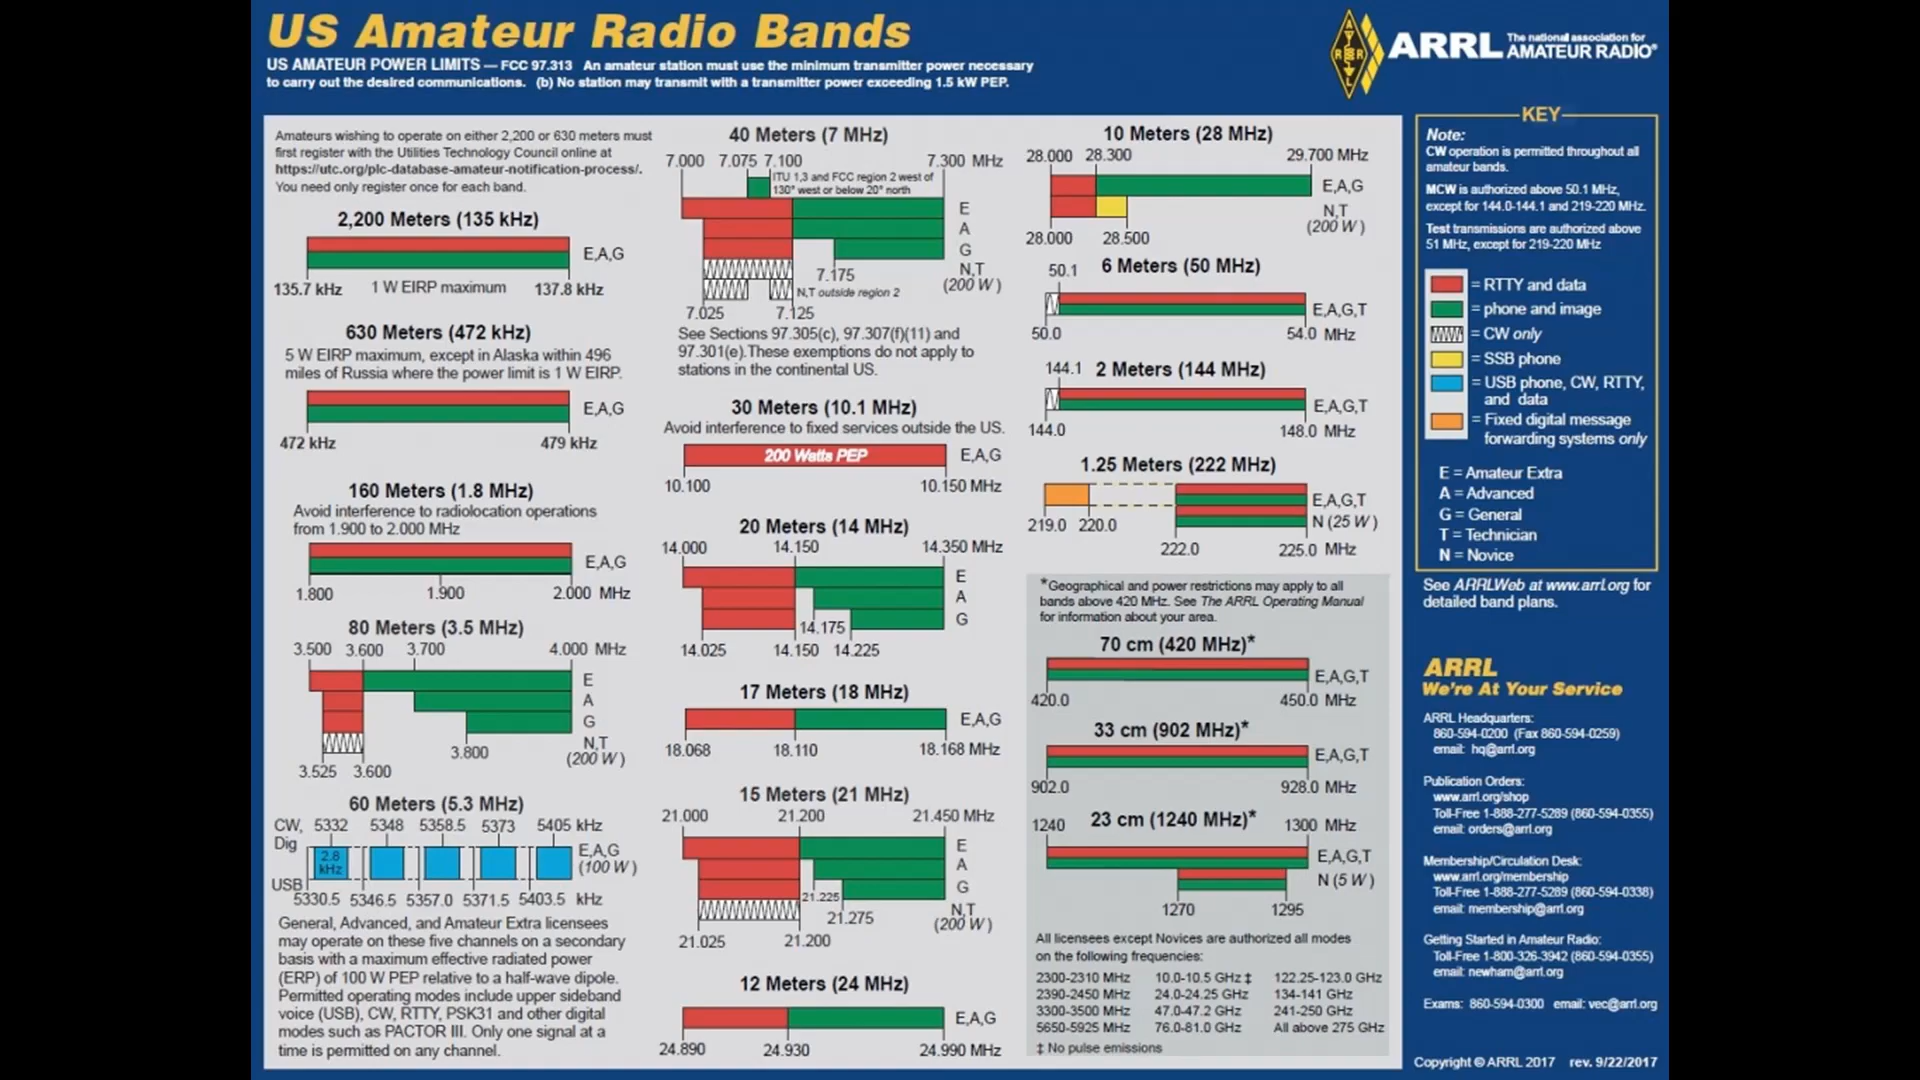 US Amateur Radio Bands
US AMATEUR POWER LIMITS — FCC 97.313 An amateur station must use the minimum transmitter power necessary
to carry out the desired communications. (b) No station may transmit with a transmitter power exceeding 1.5 kW PEP.
ARRL The national association for
AMATEUR RADIO®
Amateurs wishing to operate on either 2,200 or 630 meters must
first register with the Utilities Technology Council online at
https://utc.org/plc-database-amateur-notification-process/.
You need only register once for each band.
2,200 Meters (135 kHz)
E,A,G
135.7 kHz 1 W EIRP maximum 137.8 kHz
630 Meters (472 kHz)
5 W EIRP maximum, except in Alaska within 496
miles of Russia where the power limit is 1 W EIRP.
E,A,G
472 kHz 479 kHz
160 Meters (1.8 MHz)
Avoid interference to radiolocation operations
from 1.900 to 2.000 MHz
E,A,G
1.800 1.900 2.000 MHz
80 Meters (3.5 MHz)
3.500 3.600 3.700 4.000 MHz
E
A
G
3.800 N,T
(200 W)
3.525 3.600
60 Meters (5.3 MHz)
CW, 5332 5348 5358.5 5373 5405 kHz
Dig
2.8
kHz
E,A,G
(100 W)
USB
5330.5 5346.5 5357.0 5371.5 5403.5 kHz
General, Advanced, and Amateur Extra licensees
may operate on these five channels on a secondary
basis with a maximum effective radiated power
(ERP) of 100 W PEP relative to a half-wave dipole.
Permitted operating modes include upper sideband
voice (USB), CW, RTTY, PSK31 and other digital
modes such as PACTOR III. Only one signal at a
time is permitted on any channel.
40 Meters (7 MHz)
7.000 7.075 7.100 7.300 MHz
ITU 1,3 and FCC region 2 west of
130° west or below 20° north
E
A
G
7.175 N,T
(200 W)
N,T outside region 2
7.025 7.125
See Sections 97.305(c), 97.307(f)(11) and
97.301(e).These exemptions do not apply to
stations in the continental US.
30 Meters (10.1 MHz)
Avoid interference to fixed services outside the US.
200 Watts PEP E,A,G
10.100 10.150 MHz
20 Meters (14 MHz)
14.000 14.150 14.350 MHz
E
A
G
14.175
14.025 14.150 14.225
17 Meters (18 MHz)
E,A,G
18.068 18.110 18.168 MHz
15 Meters (21 MHz)
21.000 21.200 21.450 MHz
E
A
G
21.225
21.275 N,T
(200 W)
21.025 21.200
12 Meters (24 MHz)
E,A,G
24.890 24.930 24.990 MHz
10 Meters (28 MHz)
28.000 28.300 29.700 MHz
E,A,G
N,T
(200 W)
28.000 28.500
6 Meters (50 MHz)
50.1
E,A,G,T
50.0 54.0 MHz
2 Meters (144 MHz)
144.1
E,A,G,T
144.0 148.0 MHz
1.25 Meters (222 MHz)
E,A,G,T
N (25 W)
219.0 220.0
222.0 225.0 MHz
*Geographical and power restrictions may apply to all
bands above 420 MHz. See The ARRL Operating Manual
for information about your area.
70 cm (420 MHz)*
E,A,G,T
420.0 450.0 MHz
33 cm (902 MHz)*
E,A,G,T
902.0 928.0 MHz
23 cm (1240 MHz)*
1240 1300 MHz
E,A,G,T
N (5 W)
1270 1295
All licensees except Novices are authorized all modes
on the following frequencies:
2300-2310 MHz 10.0-10.5 GHz ‡ 122.25-123.0 GHz
2390-2450 MHz 24.0-24.25 GHz 134-141 GHz
3300-3500 MHz 47.0-47.2 GHz 241-250 GHz
5650-5925 MHz 76.0-81.0 GHz All above 275 GHz
‡ No pulse emissions
KEY
Note:
CW operation is permitted throughout all
amateur bands.
MCW is authorized above 50.1 MHz,
except for 144.0-144.1 and 219-220 MHz.
Test transmissions are authorized above
51 MHz, except for 219-220 MHz
= RTTY and data
= phone and image
= CW only
= SSB phone
= USB phone, CW, RTTY,
and data
= Fixed digital message
forwarding systems only
E = Amateur Extra
A = Advanced
G = General
T = Technician
N = Novice
See ARRLWeb at www.arrl.org for
detailed band plans.
ARRL
We're At Your Service
ARRL Headquarters:
860-594-0200 (Fax 860-594-0259)
email: hq@arrl.org
Publication Orders:
www.arrl.org/shop
Toll-Free 1-888-277-5289 (860-594-0355)
email: orders@arrl.org
Membership/Circulation Desk:
www.arrl.org/membership
Toll-Free 1-888-277-5289 (860-594-0338)
email: membership@arrl.org
Getting Started in Amateur Radio:
Toll-Free 1-800-326-3942 (860-594-0355)
email: newham@arrl.org
Exams: 860-594-0300 email: vec@arrl.org
Copyright © ARRL 2017 rev. 9/22/2017